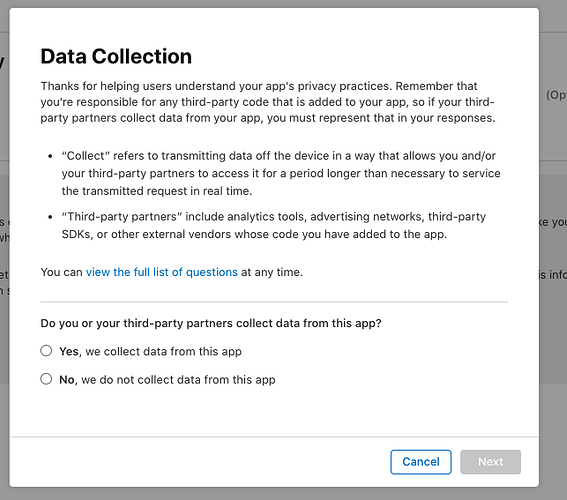 Data Collection
Thanks for helping users understand your app's privacy practices. Remember that
you're responsible for any third-party code that is added to your app, so if your third-
party partners collect data from your app, you must represent that in your responses.
• “Collect” refers to transmitting data off the device in a way that allows you and/or
your third-party partners to access it for a period longer than necessary to service
the transmitted request in real time.
• “Third-party partners” include analytics tools, advertising networks, third-party
SDKs, or other external vendors whose code you have added to the app.
You can view the full list of questions at any time.
Do you or your third-party partners collect data from this app?
Yes, we collect data from this app
No, we do not collect data from this app
Cancel
Next